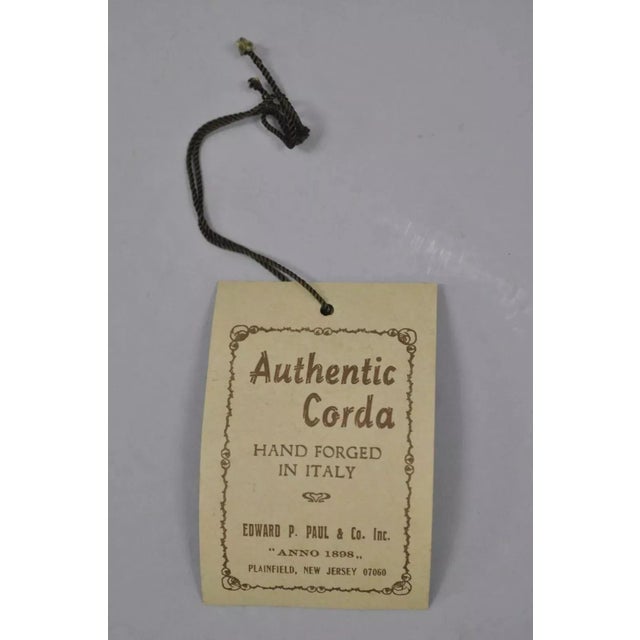 Authentic
Corda
HAND FORGED
IN ITALY
EDWARD P. PAUL & Co. Inc.
"ANNO 1898„
PLAINFIELD, NEW JERSEY 07060